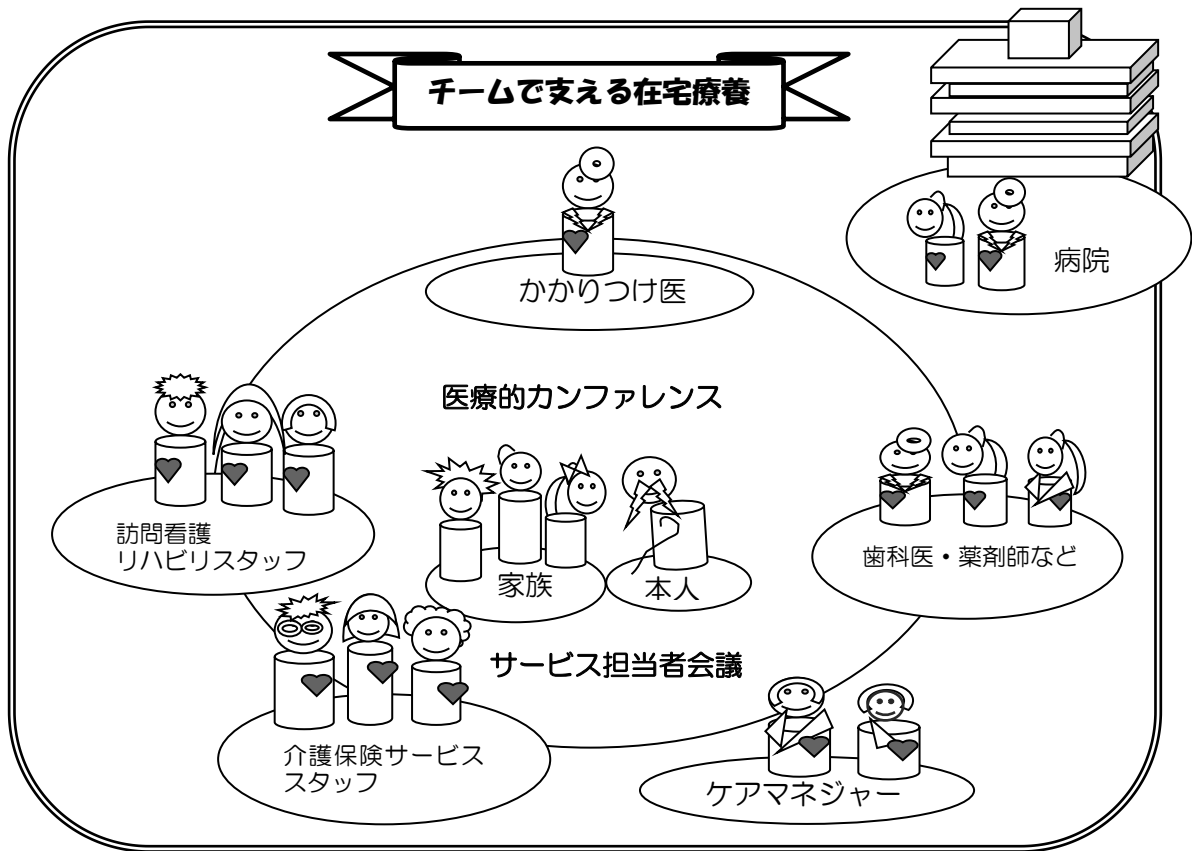 チームで支える在宅療養
かかりつけ医
病院
医療的カンファレンス
訪問看護
リハビリスタッフ
家族
本人
歯科医・薬剤師など
サービス担当者会議
介護保険サービス
スタッフ
ケアマネジャー